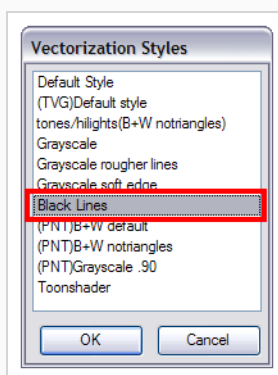 Vectorization Styles
Default Style
(TVG)Default style
tones/hilights(B+W notriangles)
Grayscale
Grayscale rougher lines
Grayscale soft edge
Black Lines
(PNT)B+W default
(PNT)B+W notriangles
(PNT)Grayscale .90
Toonshader
OK
Cancel